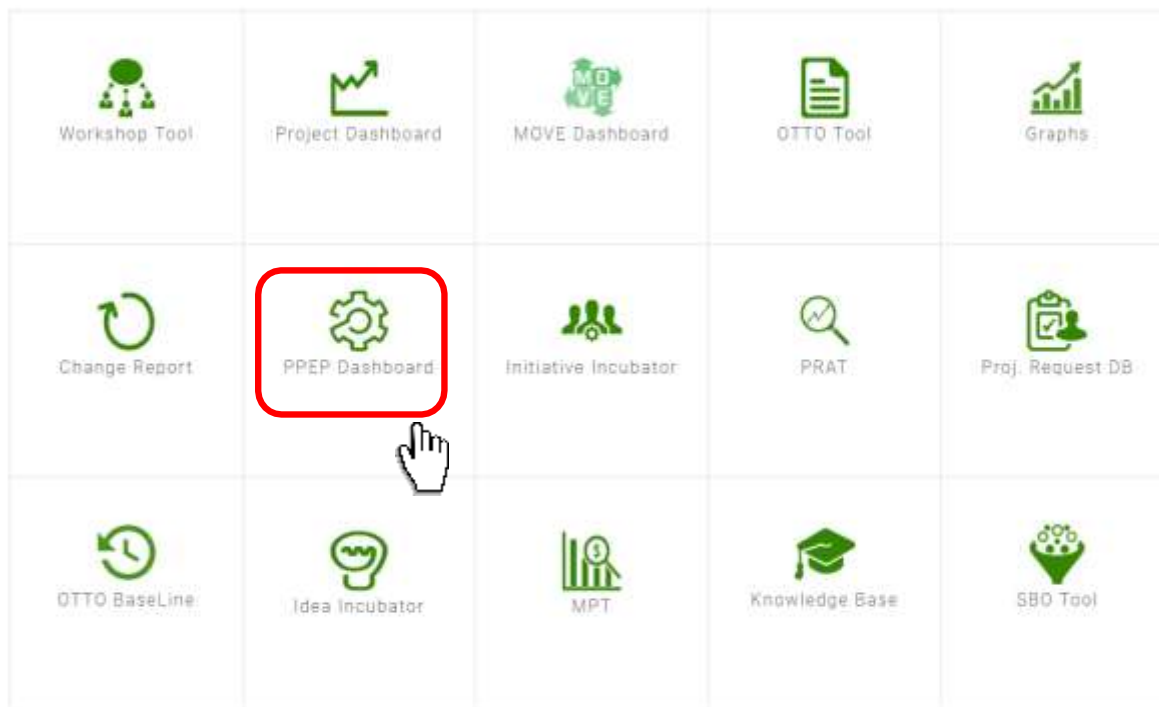 MOVE
Workshop Tool
Project Dashboard
MOVE Dashboard
OTTO Tool
Graphs
Change Report
PPEP Dashboard
Initiative Incubator
PRAT
Proj. Request DB
$
OTTO BaseLine
Idea Incubator
MPT
Knowledge Base
SBO Tool